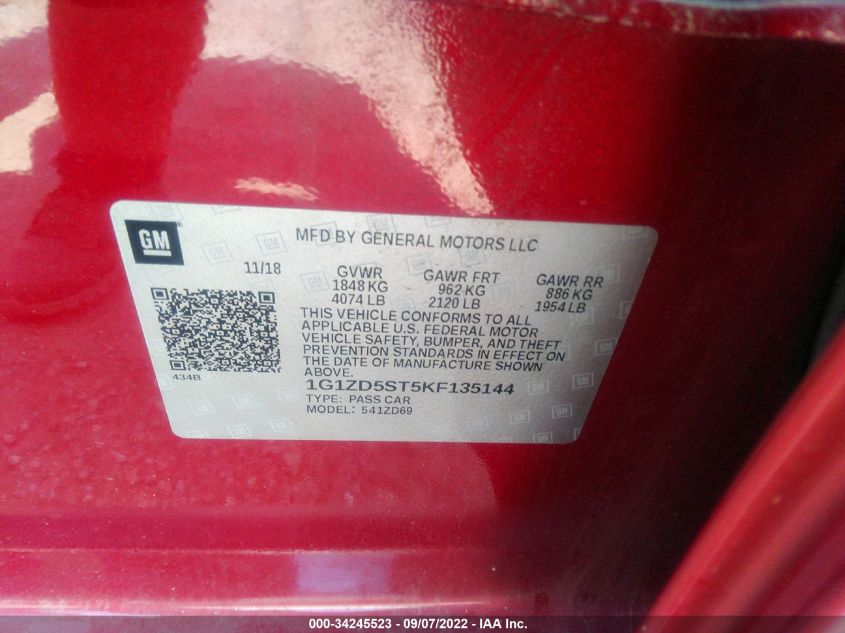 GM
MFD BY GENERAL MOTORS LLC
11/18 GVWR GAWR FRT GAWR RR
1848 KG 962 KG 886 KG
4074 LB 2120 LB 1954 LB
THIS VEHICLE CONFORMS TO ALL
APPLICABLE U.S. FEDERAL MOTOR
VEHICLE SAFETY, BUMPER, AND THEFT
PREVENTION STANDARDS IN EFFECT ON
THE DATE OF MANUFACTURE SHOWN
ABOVE.
434B
1G1ZD5ST5KF135144
TYPE: PASS CAR
MODEL: 541ZD69
000-34245523 - 09/07/2022 - IAA Inc.